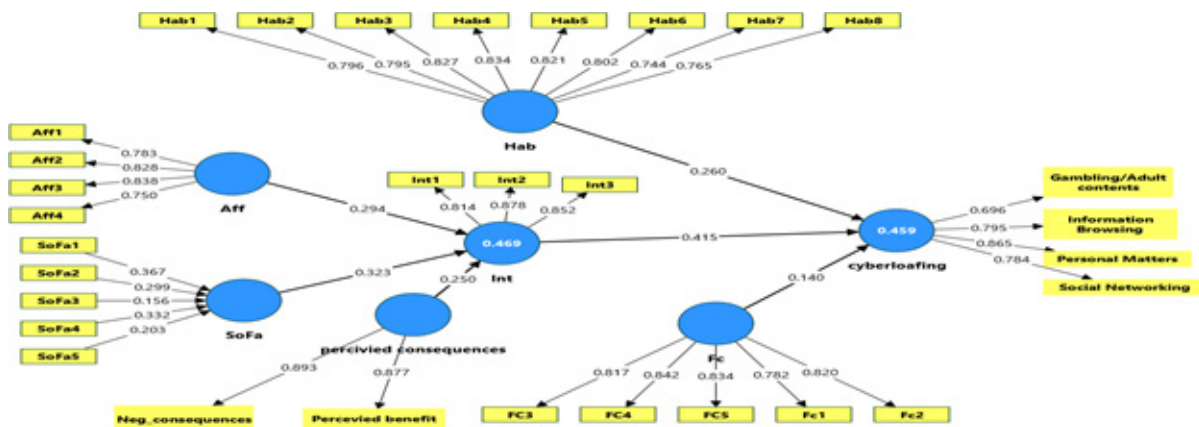 Hab1 Hab2 Hab3 Hab4 Hab5 Hab6 Hab7 Hab8
0.796 0.795 0.827 0.834 0.821 0.802 0.744 0.765
Hab
Aff1
Aff2
Aff3
Aff4
0.783
0.828
0.838
0.750
Aff
0.294
Int1 Int2 Int3
0.814 0.878 0.852
0.469
Int
0.260
0.415
0.459
cyberloafing
0.696
0.795
0.865
0.784
Gambling/Adult
contents
Information
Browsing
Personal Matters
Social Networking
SoFa1
SoFa2
SoFa3
SoFa4
SoFa5
0.367
0.299
0.156
0.332
0.203
SoFa
0.323
0.250
percivied consequences
0.893 0.877
Neg_consequences Percevied benefit
0.140
Fc
0.817 0.842 0.834 0.782 0.820
FC3 FC4 FC5 Fc1 Fc2